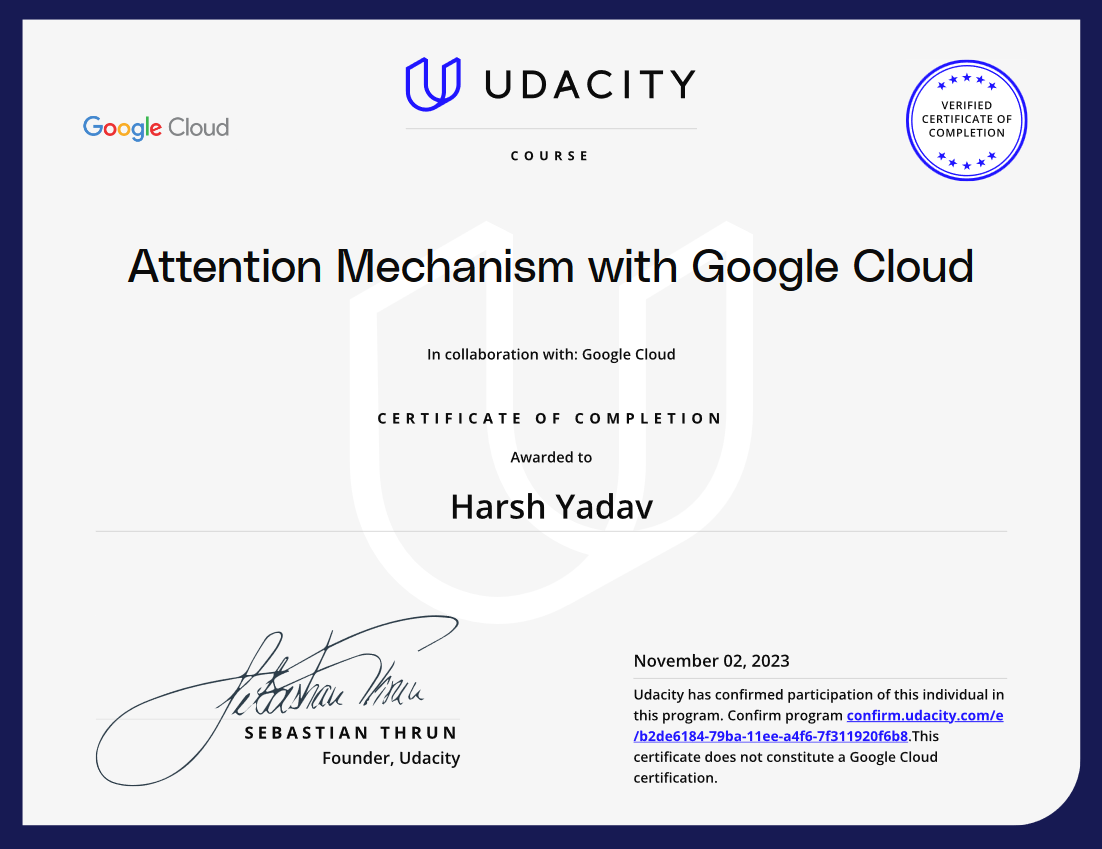 UDACITY
Google Cloud
VERIFIED
CERTIFICATE OF
COMPLETION
COURSE
Attention Mechanism with Google Cloud
In collaboration with: Google Cloud
CERTIFICATE OF COMPLETION
Awarded to
Harsh Yadav
Sebastian Thrun
SEBASTIAN THRUN
Founder, Udacity
November 02, 2023
Udacity has confirmed participation of this individual in
this program. Confirm program confirm.udacity.com/e
/b2de6184-79ba-11ee-a4f6-7f311920f6b8.This
certificate does not constitute a Google Cloud
certification.